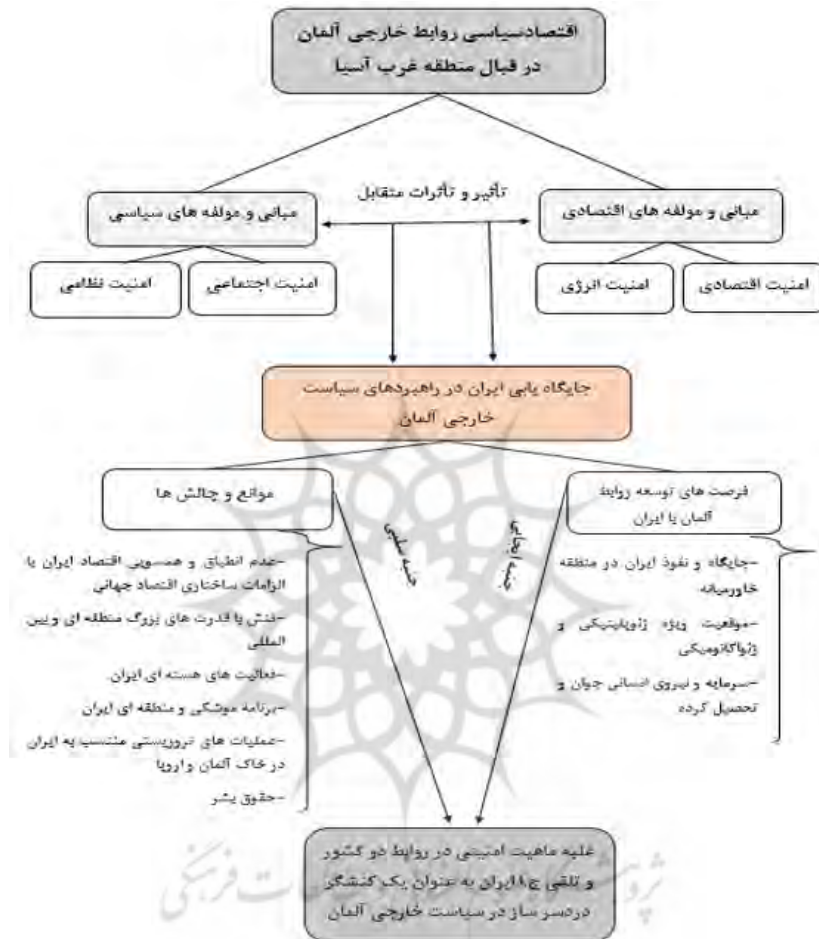 اقتصادسیاسی روابط خارجی آلمان
در قبال منطقه غرب آسیا
تأثیر و تأثرات متقابل
مبانی و مولفه های اقتصادی
مبانی و مولفه های سیاسی
امنیت اقتصادی
امنیت انرژی
امنیت اجتماعی
امنیت نظامی
جایگاه یابی ایران در راهبردهای سیاست
خارجی آلمان
فرصت های توسعه روابط
آلمان با ایران
موانع و چالش ها
جنبه ایجابی
جنبه سلبی
-جایگاه و نفوذ ایران در منطقه
خاورمیانه
-موقعیت ویژه ژئوپلیتیکی و
ژئواکانومیکی
-سرمایه و نیروی انسانی جوان و
تحصیل کرده
-عدم انطباق و همسویی اقتصاد ایران با
الزامات ساختاری اقتصاد جهانی
-تنش با قدرت های بزرگ منطقه ای و بین
المللی
-فعالیت های هسته ای ایران
-برنامه موشکی و منطقه ای ایران
-عملیات های تروریستی منتسب به ایران
در خاک آلمان و اروپا
-حقوق بشر
غلبه ماهیت امنیتی در روابط دو کشور
و تلقی ج.ا ایران به عنوان یک کنشگر
دردسر ساز در سیاست خارجی آلمان